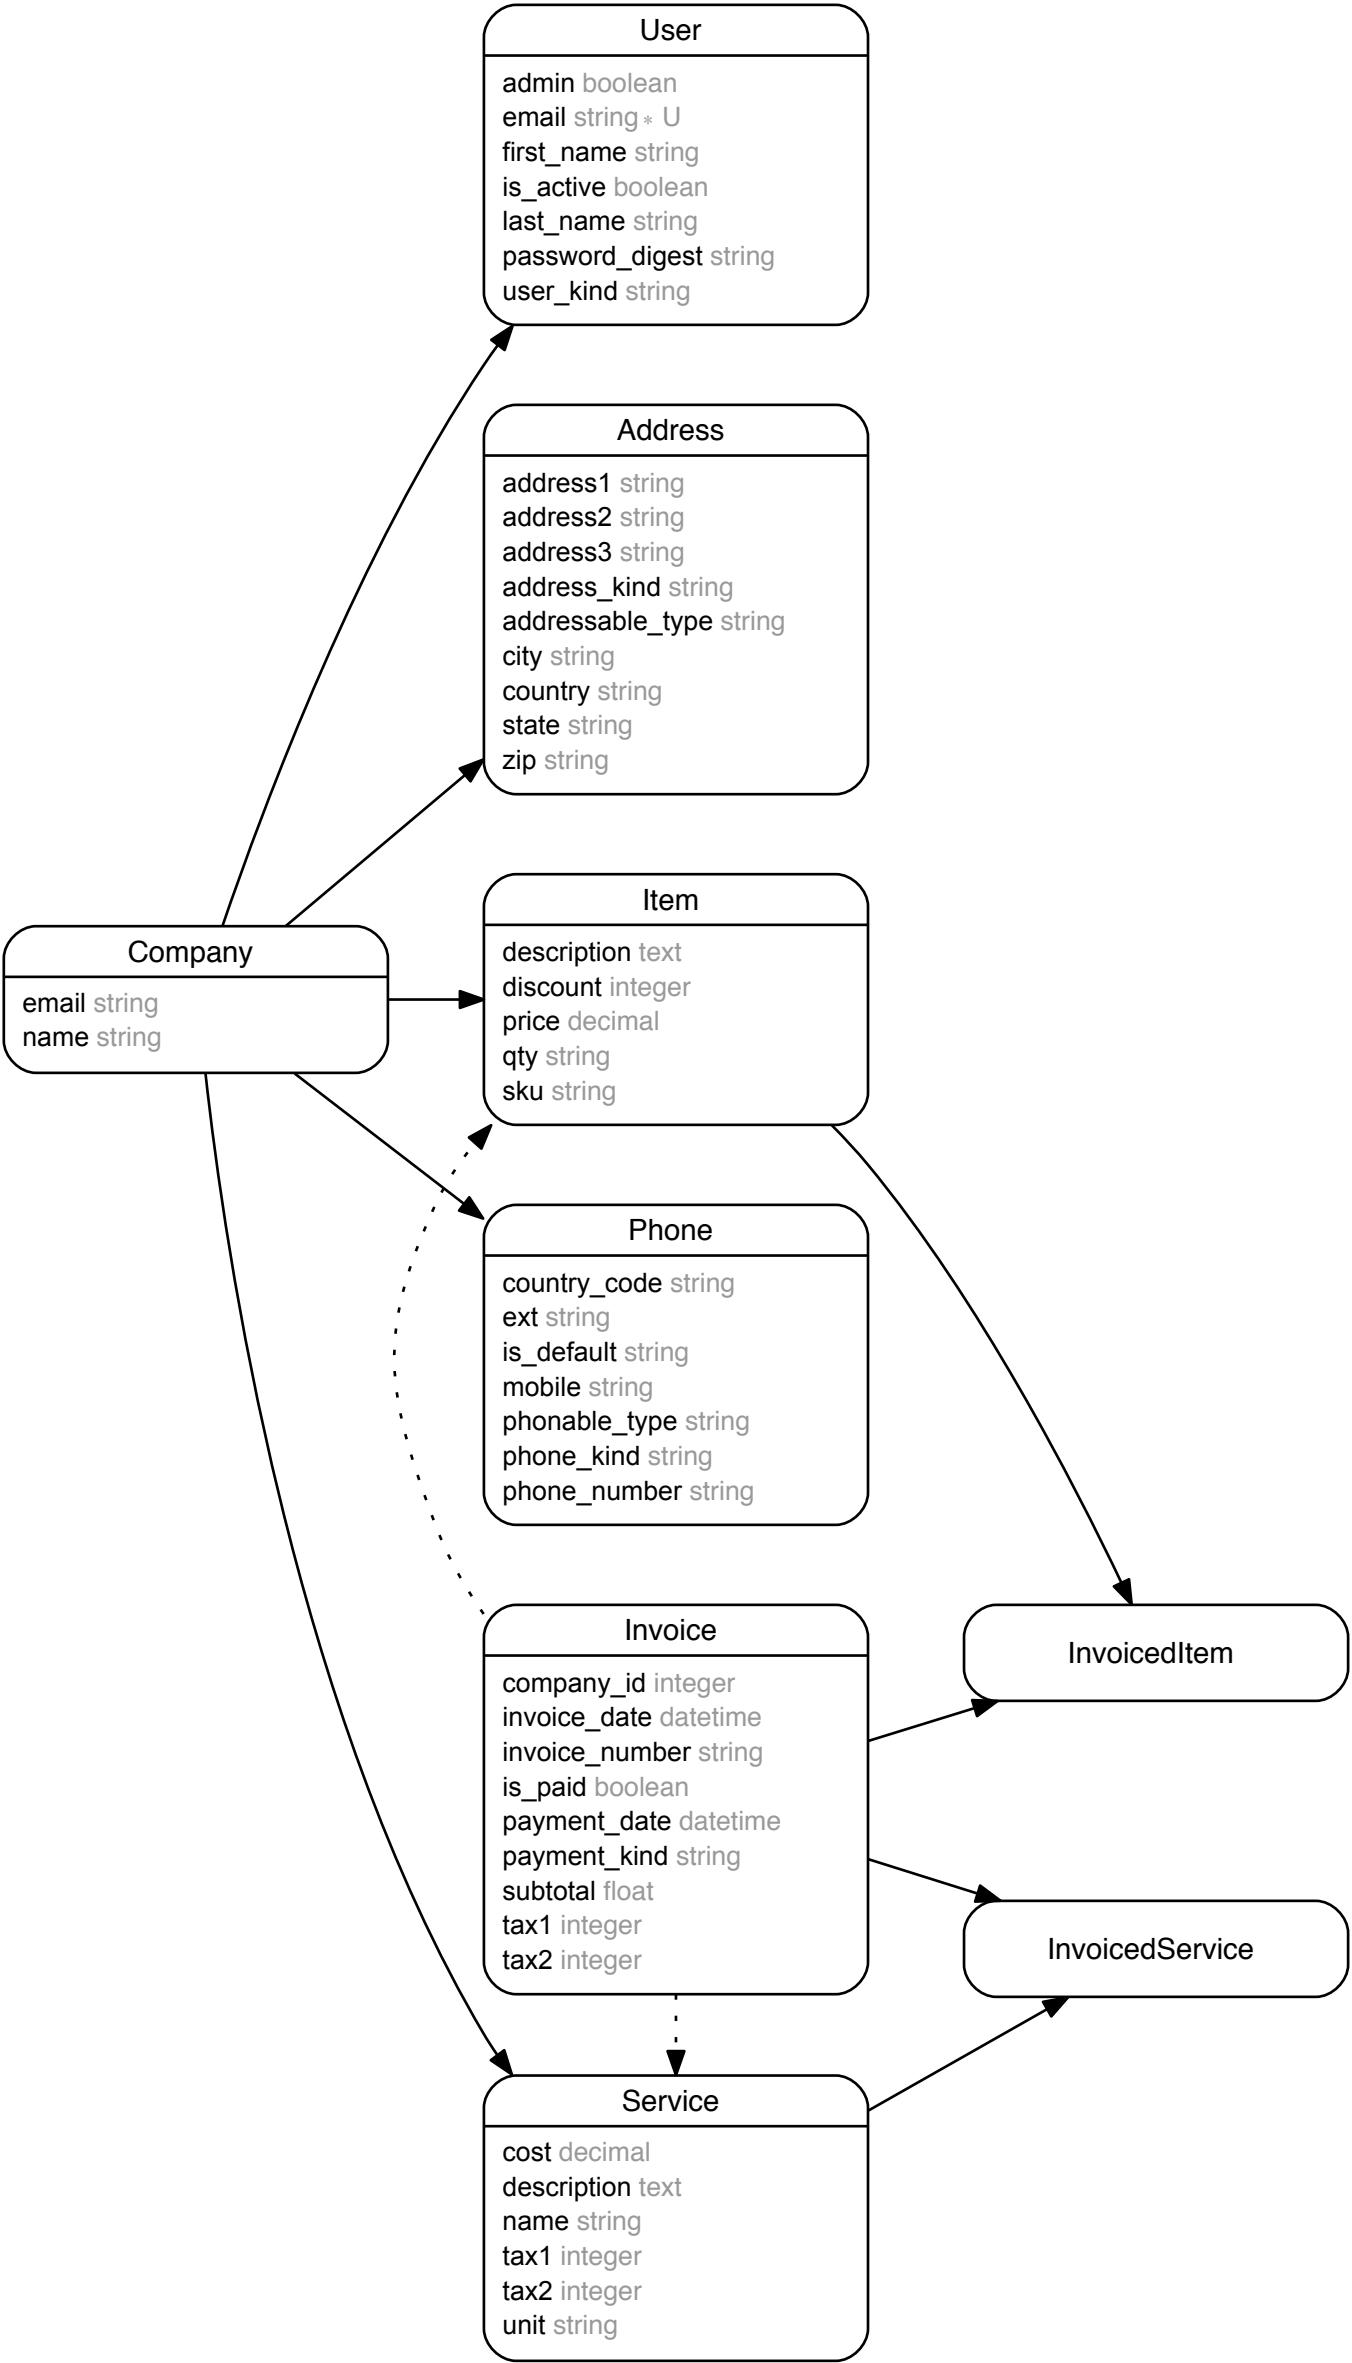 User
admin boolean
email string* U
first_name string
is_active boolean
last_name string
password_digest string
user_kind string
Address
address1 string
address2 string
address3 string
address_kind string
addressable_type string
city string
country string
state string
zip string
Company
email string
name string
Item
description text
discount integer
price decimal
qty string
sku string
Phone
country_code string
ext string
is_default string
mobile string
phonable_type string
phone_kind string
phone_number string
Invoice
company_id integer
invoice_date datetime
invoice_number string
is_paid boolean
payment_date datetime
payment_kind string
subtotal float
tax1 integer
tax2 integer
InvoicedItem
InvoicedService
Service
cost decimal
description text
name string
tax1 integer
tax2 integer
unit string